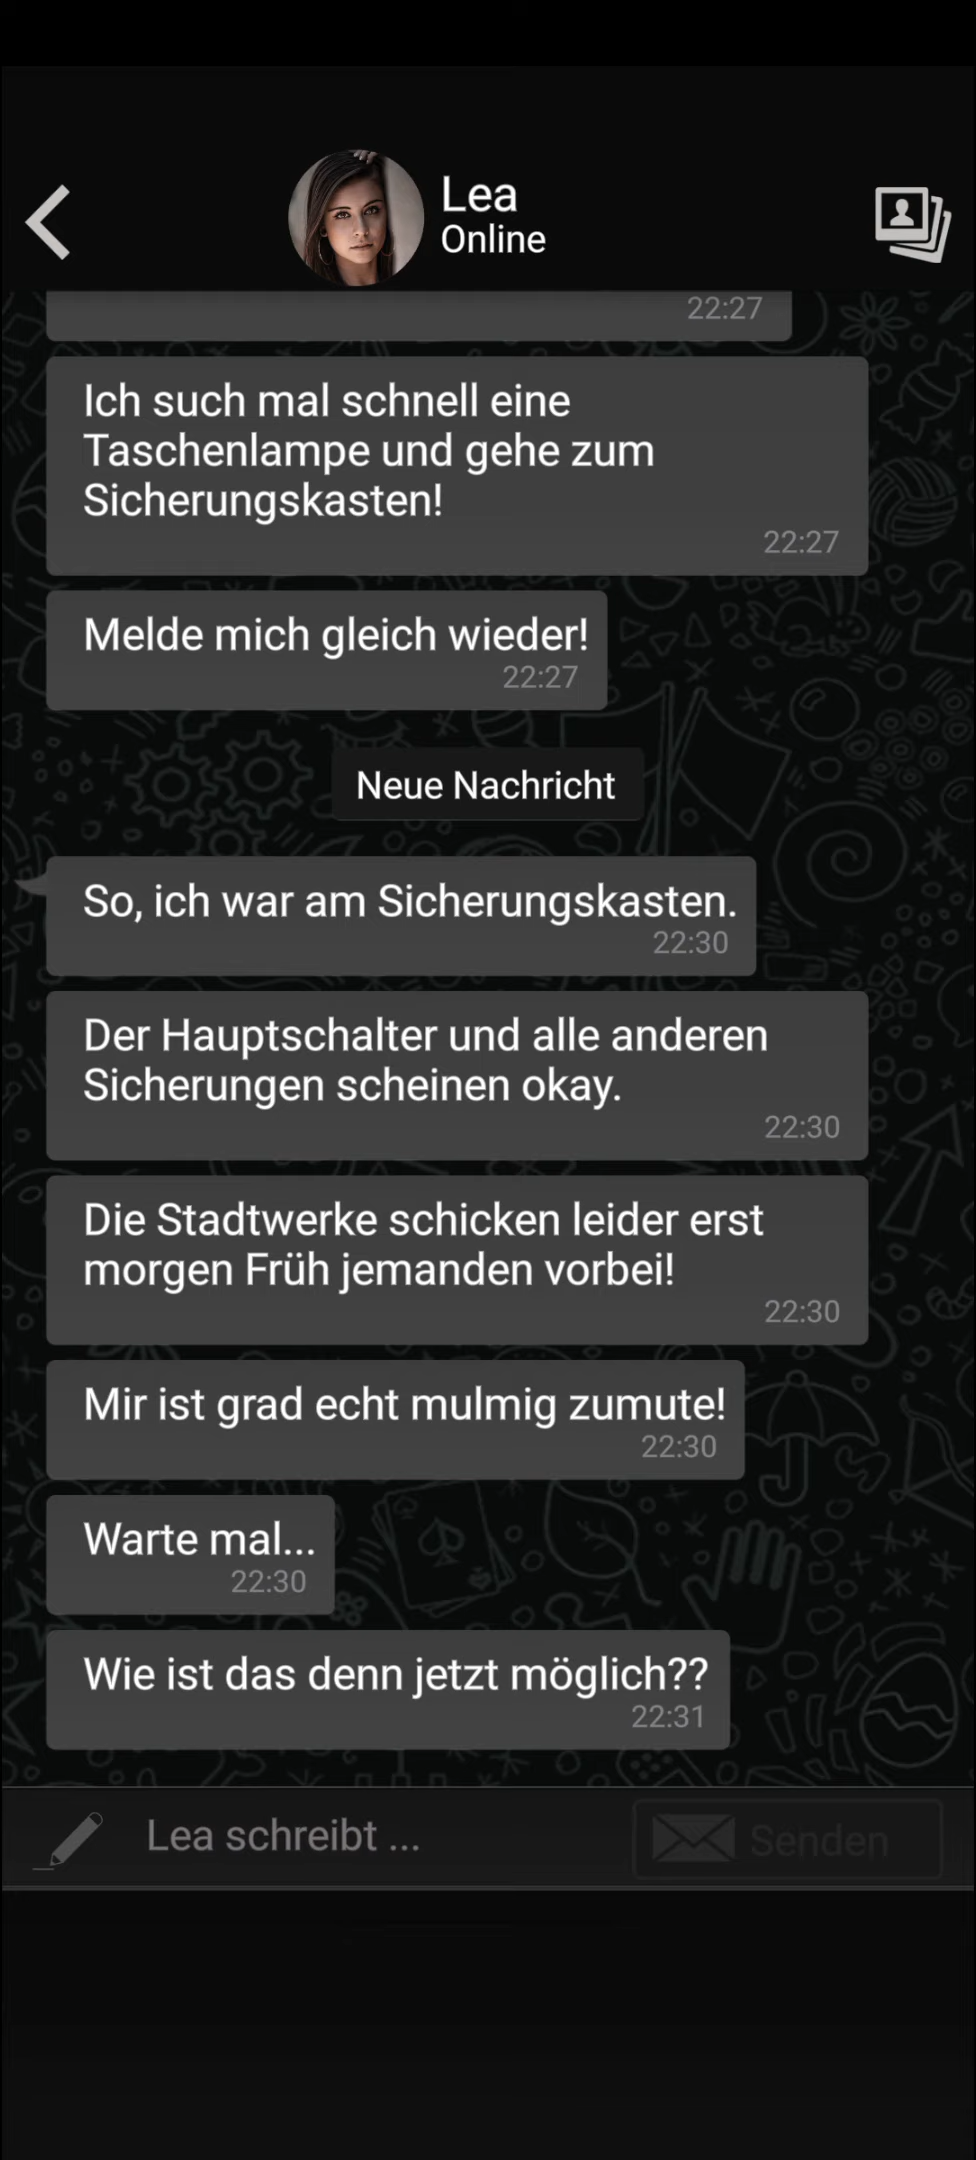 Lea
Online
22:27
Ich such mal schnell eine
Taschenlampe und gehe zum
Sicherungskasten!
22:27
Melde mich gleich wieder!
22:27
Neue Nachricht
So, ich war am Sicherungskasten.
22:30
Der Hauptschalter und alle anderen
Sicherungen scheinen okay.
22:30
Die Stadtwerke schicken leider erst
morgen Früh jemanden vorbei!
22:30
Mir ist grad echt mulmig zumute!
22:30
Warte mal...
22:30
Wie ist das denn jetzt möglich??
22:31
Lea schreibt ...
Senden